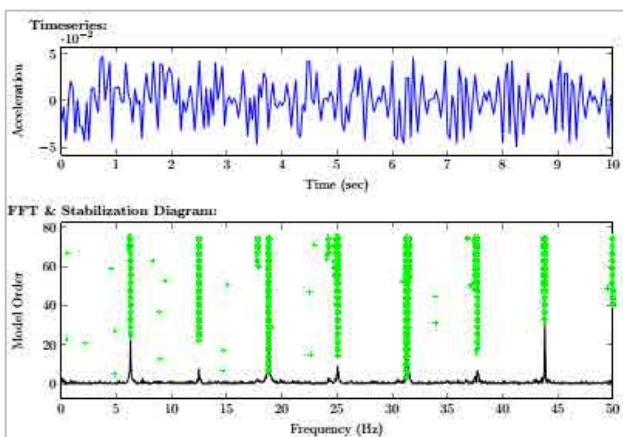 Timeseries:
·10⁻²
5
0
−5
Acceleration
0 1 2 3 4 5 6 7 8 9 10
Time (sec)
FFT & Stabilization Diagram:
80
60
40
20
0
Model Order
0 5 10 15 20 25 30 35 40 45 50
Frequency (Hz)